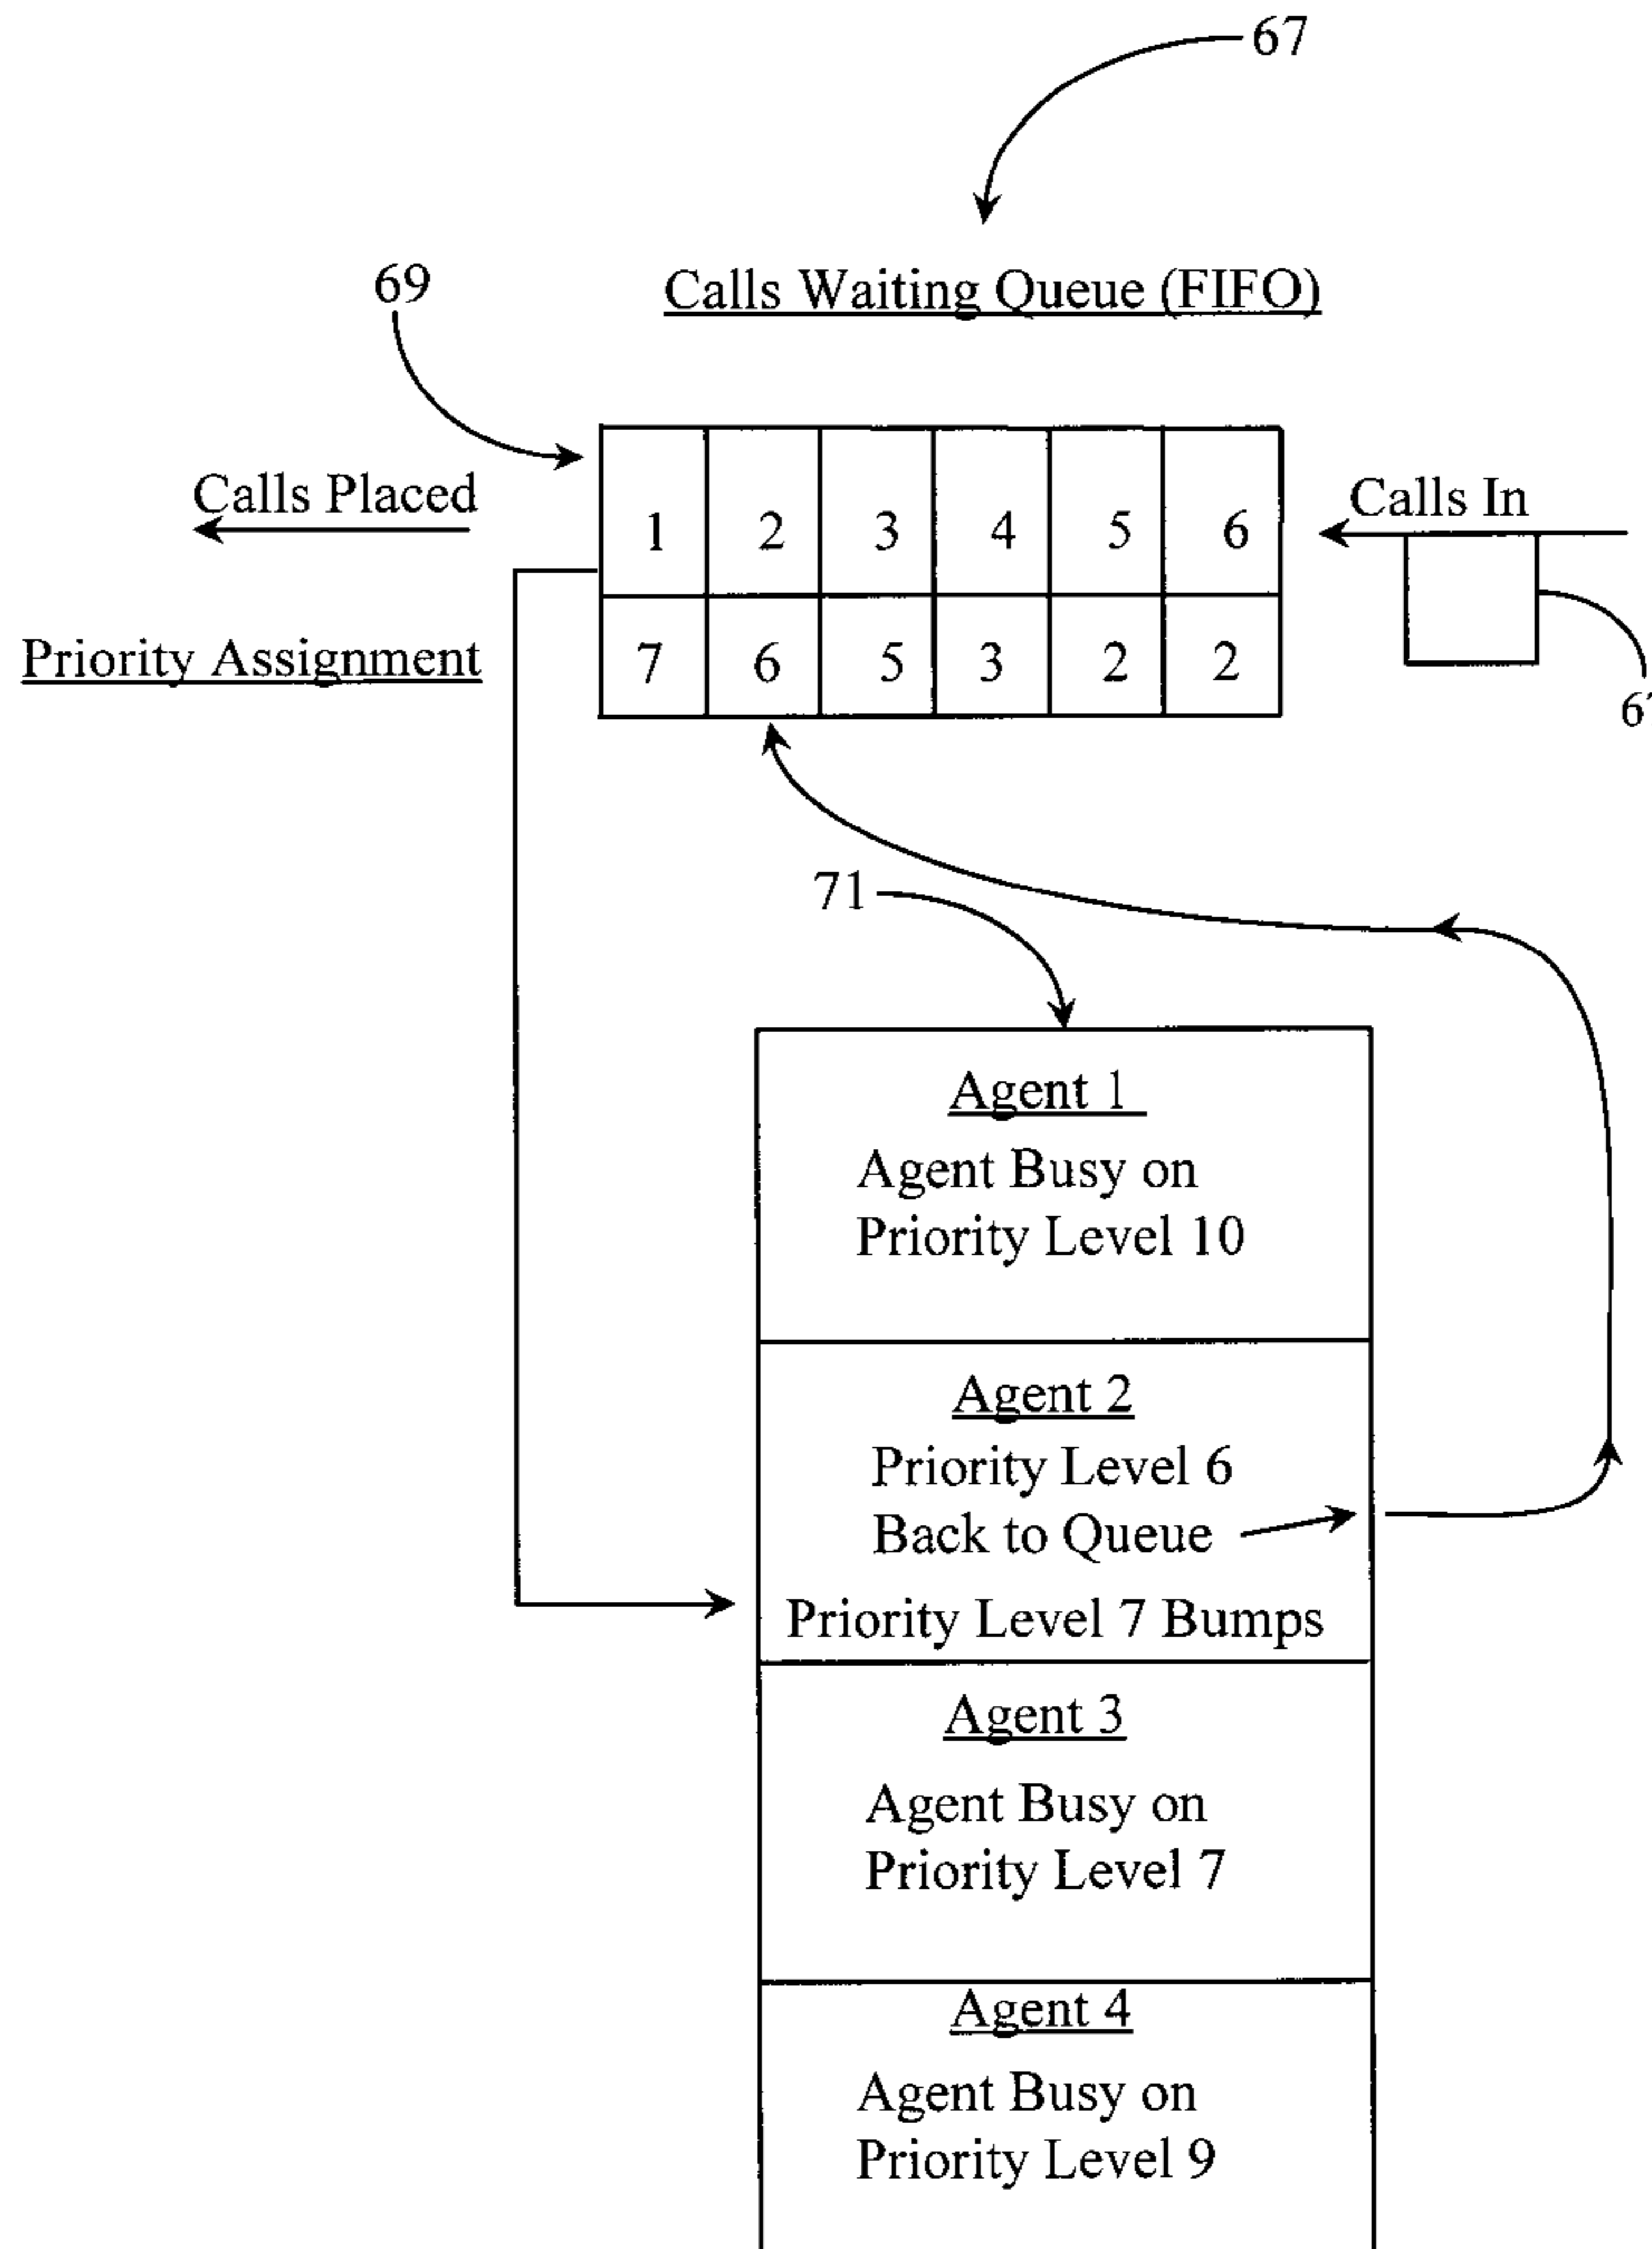 67
69
Calls Waiting Queue (FIFO)
Calls Placed
Calls In
1 2 3 4 5 6
Priority Assignment
7 6 5 3 2 2
71
Agent 1
Agent Busy on
Priority Level 10
Agent 2
Priority Level 6
Back to Queue
Priority Level 7 Bumps
Agent 3
Agent Busy on
Priority Level 7
Agent 4
Agent Busy on
Priority Level 9